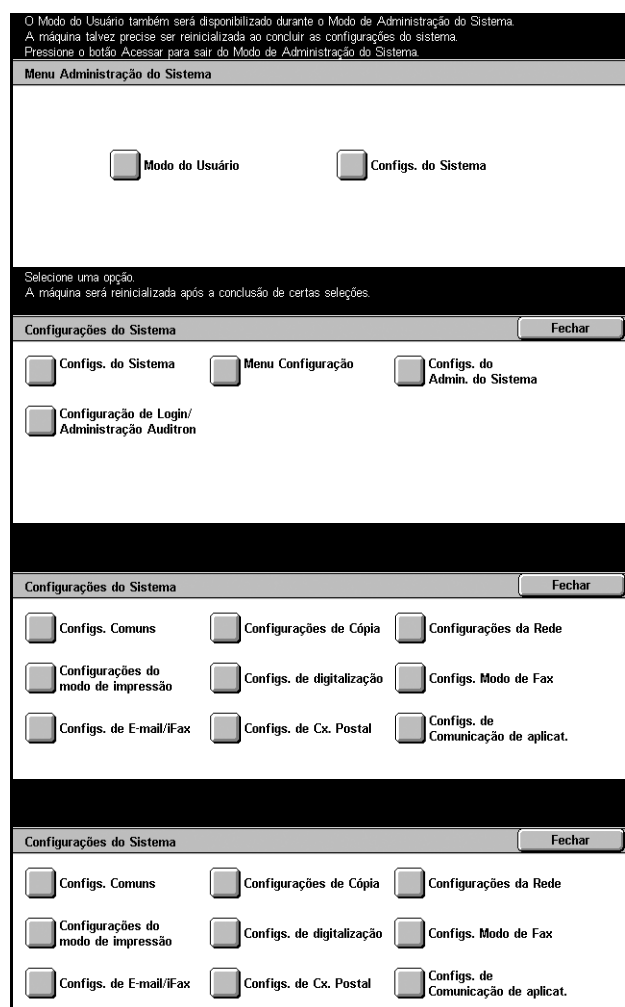 O Modo do Usuário também será disponibilizado durante o Modo de Administração do Sistema.
A máquina talvez precise ser reinicializada ao concluir as configurações do sistema.
Pressione o botão Acessar para sair do Modo de Administração do Sistema.
Menu Administração do Sistema
Modo do Usuário
Configs. do Sistema
Selecione uma opção.
A máquina será reinicializada após a conclusão de certas seleções.
Configurações do Sistema
Fechar
Configs. do Sistema
Menu Configuração
Configs. do
Admin. do Sistema
Configuração de Login/
Administração Auditron
Configurações do Sistema
Fechar
Configs. Comuns
Configurações de Cópia
Configurações da Rede
Configurações do
modo de impressão
Configs. de digitalização
Configs. Modo de Fax
Configs. de E-mail/iFax
Configs. de Cx. Postal
Configs. de
Comunicação de aplicat.
Configurações do Sistema
Fechar
Configs. Comuns
Configurações de Cópia
Configurações da Rede
Configurações do
modo de impressão
Configs. de digitalização
Configs. Modo de Fax
Configs. de E-mail/iFax
Configs. de Cx. Postal
Configs. de
Comunicação de aplicat.